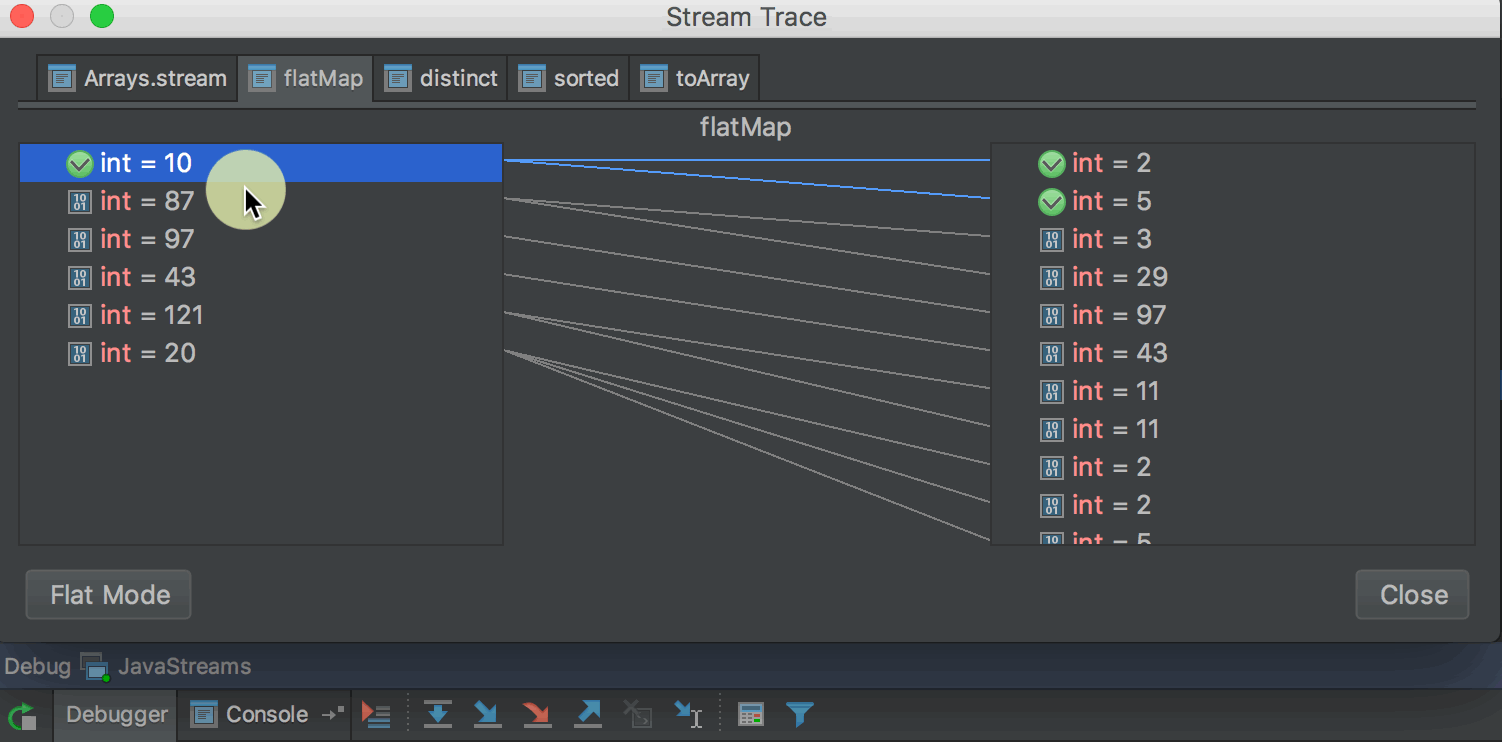 Stream Trace
Arrays.stream flatMap distinct sorted toArray
flatMap
int = 10
int = 87
int = 97
int = 43
int = 121
int = 20
int = 2
int = 5
int = 3
int = 29
int = 97
int = 43
int = 11
int = 11
int = 2
int = 2
int = 5
Flat Mode
Close
Debug JavaStreams
Debugger Console